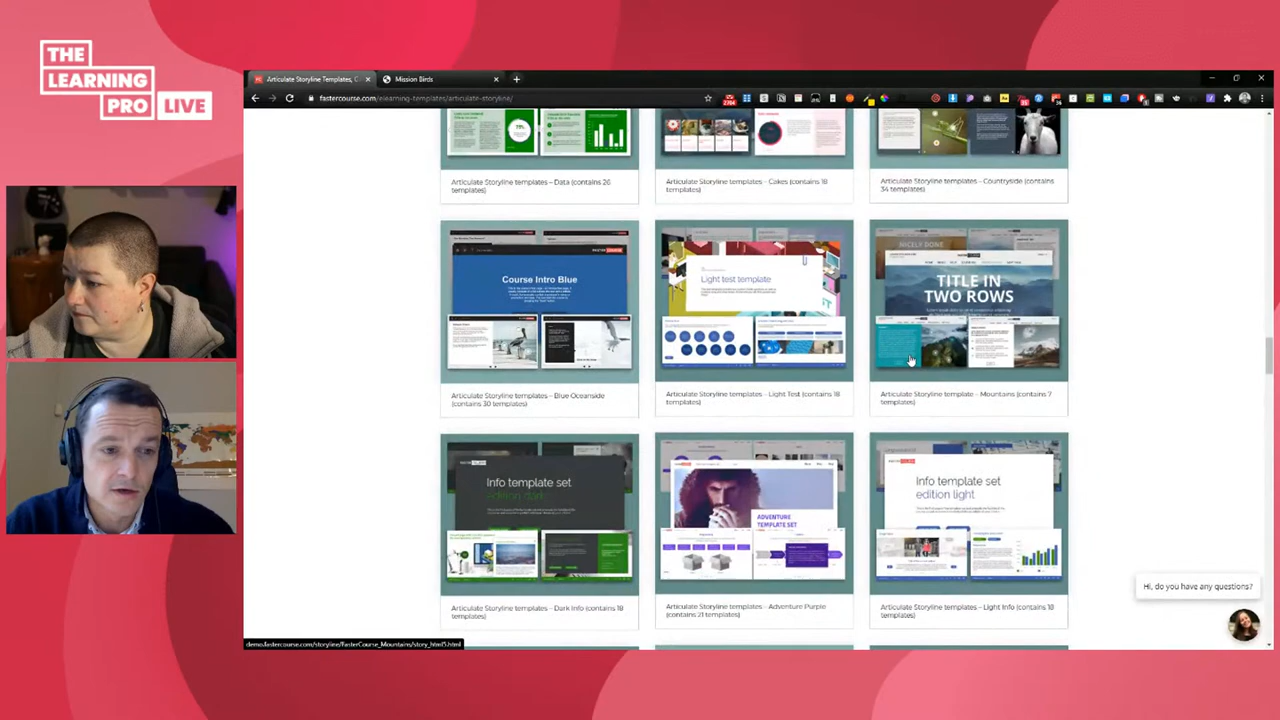 THE
LEARNING
PRO LIVE
Articulate Storyline Templates, C
Mission Birds
fastercourse.com/elearning-templates/articulate-storyline/
Articulate Storyline templates – Data (contains 26
templates)
Articulate Storyline templates – Cakes (contains 18
templates)
Articulate Storyline templates – Countryside (contains
34 templates)
Course Intro Blue
Light test template
NICELY DONE
TITLE IN
TWO ROWS
Articulate Storyline templates – Blue Oceanside
(contains 30 templates)
Articulate Storyline templates – Light Test (contains 18
templates)
Articulate Storyline template – Mountains (contains 7
templates)
Info template set
edition dark
ADVENTURE
TEMPLATE SET
Info template set
edition light
Articulate Storyline templates – Dark Info (contains 18
templates)
Articulate Storyline templates – Adventure Purple
(contains 21 templates)
Articulate Storyline templates – Light Info (contains 18
templates)
Hi, do you have any questions?
demo.fastercourse.com/storyline/FasterCourse_Mountains/story_html5.html